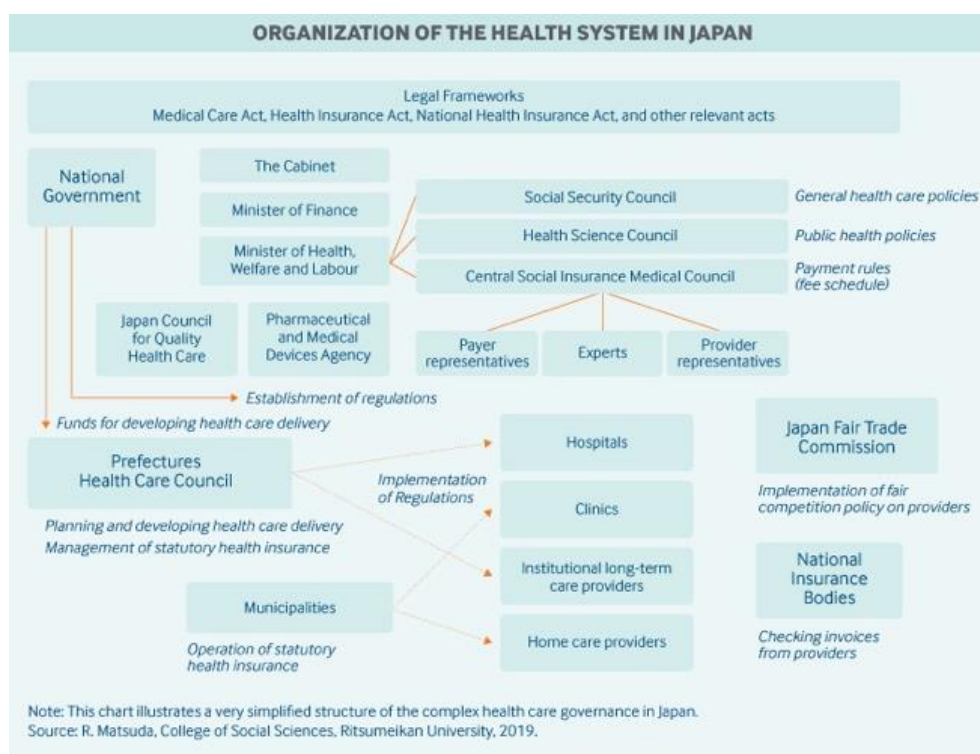 ORGANIZATION OF THE HEALTH SYSTEM IN JAPAN
Legal Frameworks
Medical Care Act, Health Insurance Act, National Health Insurance Act, and other relevant acts
National
Government
The Cabinet
Minister of Finance
Minister of Health,
Welfare and Labour
Social Security Council
General health care policies
Health Science Council
Public health policies
Central Social Insurance Medical Council
Payment rules
(fee schedule)
Japan Council
for Quality
Health Care
Pharmaceutical
and Medical
Devices Agency
Payer
representatives
Experts
Provider
representatives
Establishment of regulations
Funds for developing health care delivery
Prefectures
Health Care Council
Planning and developing health care delivery
Management of statutory health insurance
Implementation
of Regulations
Municipalities
Operation of statutory
health insurance
Hospitals
Clinics
Institutional long-term
care providers
Home care providers
Japan Fair Trade
Commission
Implementation of fair
competition policy on providers
National
Insurance
Bodies
Checking invoices
from providers
Note: This chart illustrates a very simplified structure of the complex health care governance in Japan.
Source: R. Matsuda, College of Social Sciences, Ritsumeikan University, 2019.